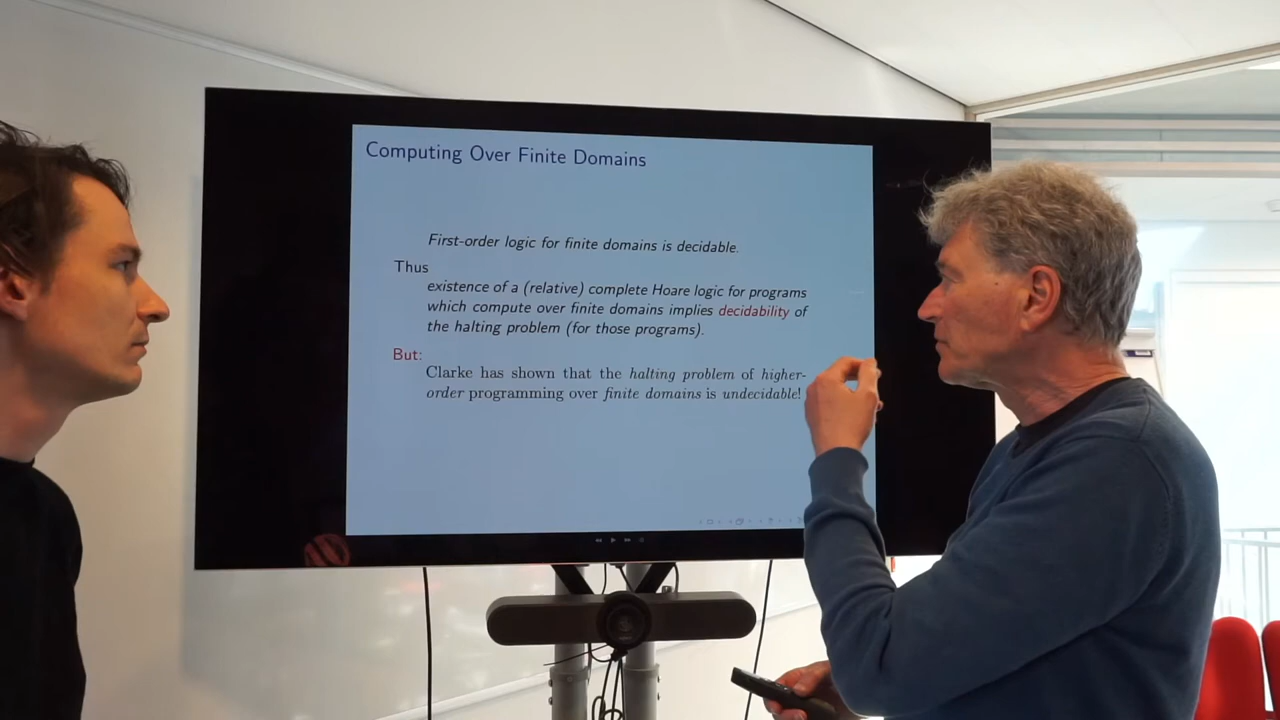 Computing Over Finite Domains
First-order logic for finite domains is decidable.
Thus
existence of a (relative) complete Hoare logic for programs
which compute over finite domains implies decidability of
the halting problem (for those programs).
But:
Clarke has shown that the halting problem of higher-
order programming over finite domains is undecidable!